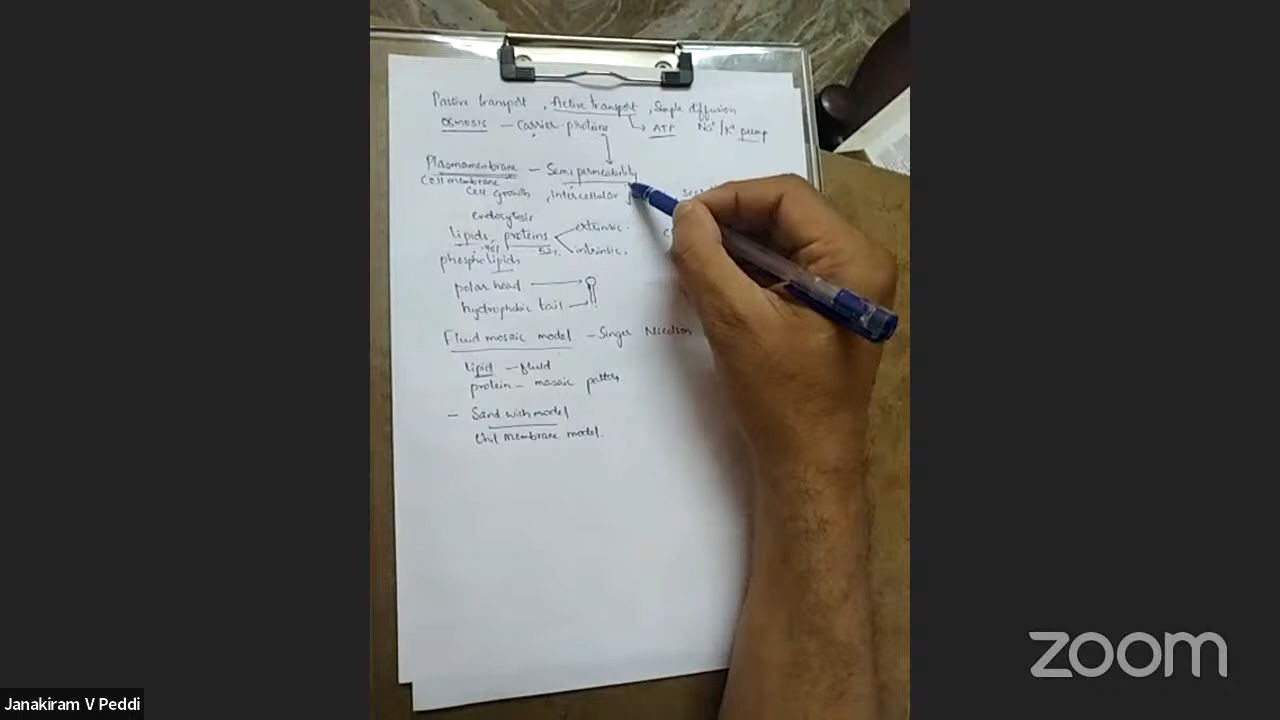 Passive transport , Active transport , Simple diffusion
Osmosis - Carrier proteins → ATP Na+/K+ pump
Plasmamembrane - Semi permeability
Cell membrane
Cell growth , Intercellular
endocytosis
lipids, proteins extrinsic.
40% 52% intrinsic.
phospholipids
polar head
hydrophobic tail
Fluid mosaic model - Singer Nicolson
Lipid - fluid
protein - mosaic pattern
- Sand with model
Unit membrane model.
Janakiram V Peddi
zoom